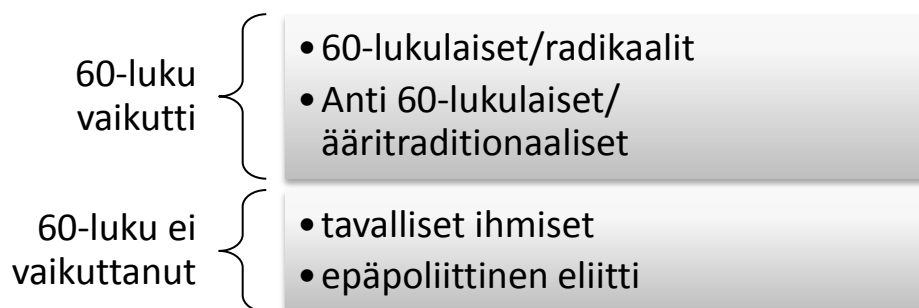 60-luku
vaikutti
•60-lukulaiset/radikaalit
•Anti 60-lukulaiset/
ääritraditionaaliset
60-luku ei
vaikuttanut
•tavalliset ihmiset
•epäpoliittinen eliitti